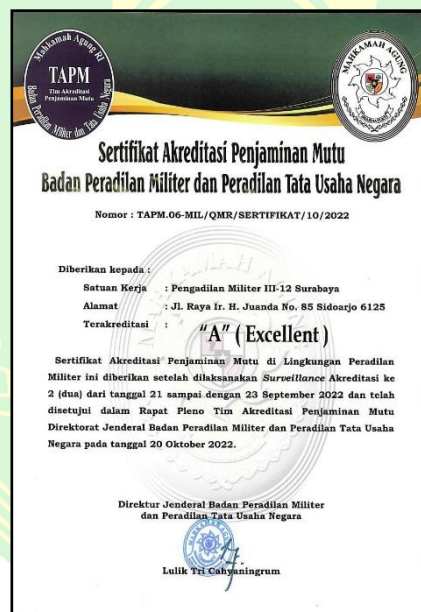 Mahkamah Agung RI
TAPM
Tim Akreditasi
Penjaminan Mutu
Badan Peradilan Militer dan Tata Usaha Negara
MAHKAMAH AGUNG
Sertifikat Akreditasi Penjaminan Mutu
Badan Peradilan Militer dan Peradilan Tata Usaha Negara
Nomor : TAPM.06-MIL/QMR/SERTIFIKAT/10/2022
Diberikan kepada :
Satuan Kerja : Pengadilan Militer III-12 Surabaya
Alamat : Jl. Raya Ir. H. Juanda No. 85 Sidoarjo 6125
Terakreditasi : “A” ( Excellent )
Sertifikat Akreditasi Penjaminan Mutu di Lingkungan Peradilan
Militer ini diberikan setelah dilaksanakan Surveillance Akreditasi ke
2 (dua) dari tanggal 21 sampai dengan 23 September 2022 dan telah
disetujui dalam Rapat Pleno Tim Akreditasi Penjaminan Mutu
Direktorat Jenderal Badan Peradilan Militer dan Peradilan Tata Usaha
Negara pada tanggal 20 Oktober 2022.
Direktur Jenderal Badan Peradilan Militer
dan Peradilan Tata Usaha Negara
Lulik Tri Cahyaningrum